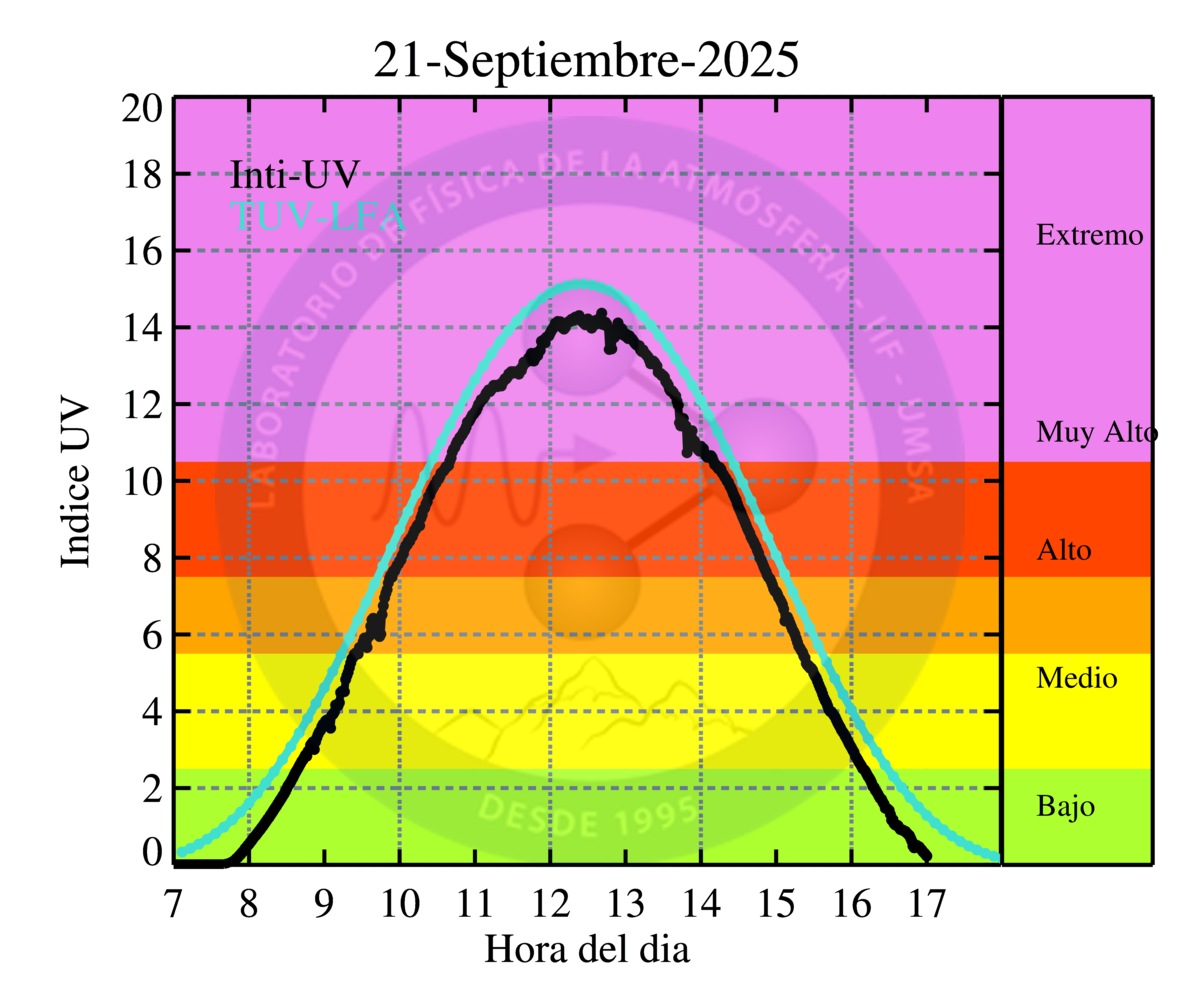 21-Septiembre-2025
20
18
16
14
12
10
8
6
4
2
0
Indice UV
Inti-UV
TUV-LFA
LABORATORIO DE FÍSICA DE LA ATMÓSFERA - IIF - UMSA
DESDE 1995
Extremo
Muy Alto
Alto
Medio
Bajo
7 8 9 10 11 12 13 14 15 16 17
Hora del dia